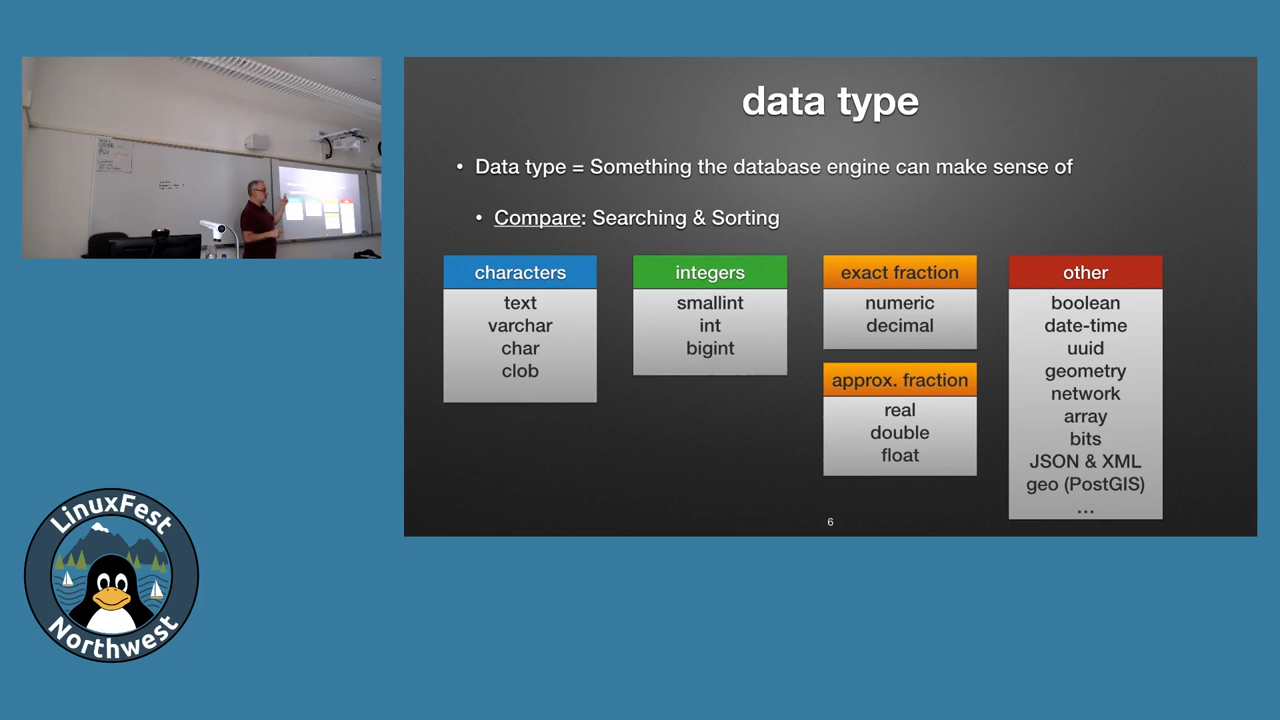 data type
• Data type = Something the database engine can make sense of
• Compare: Searching & Sorting
characters
text
varchar
char
clob
integers
smallint
int
bigint
exact fraction
numeric
decimal
approx. fraction
real
double
float
other
boolean
date-time
uuid
geometry
network
array
bits
JSON & XML
geo (PostGIS)
...
6
LinuxFest
Northwest